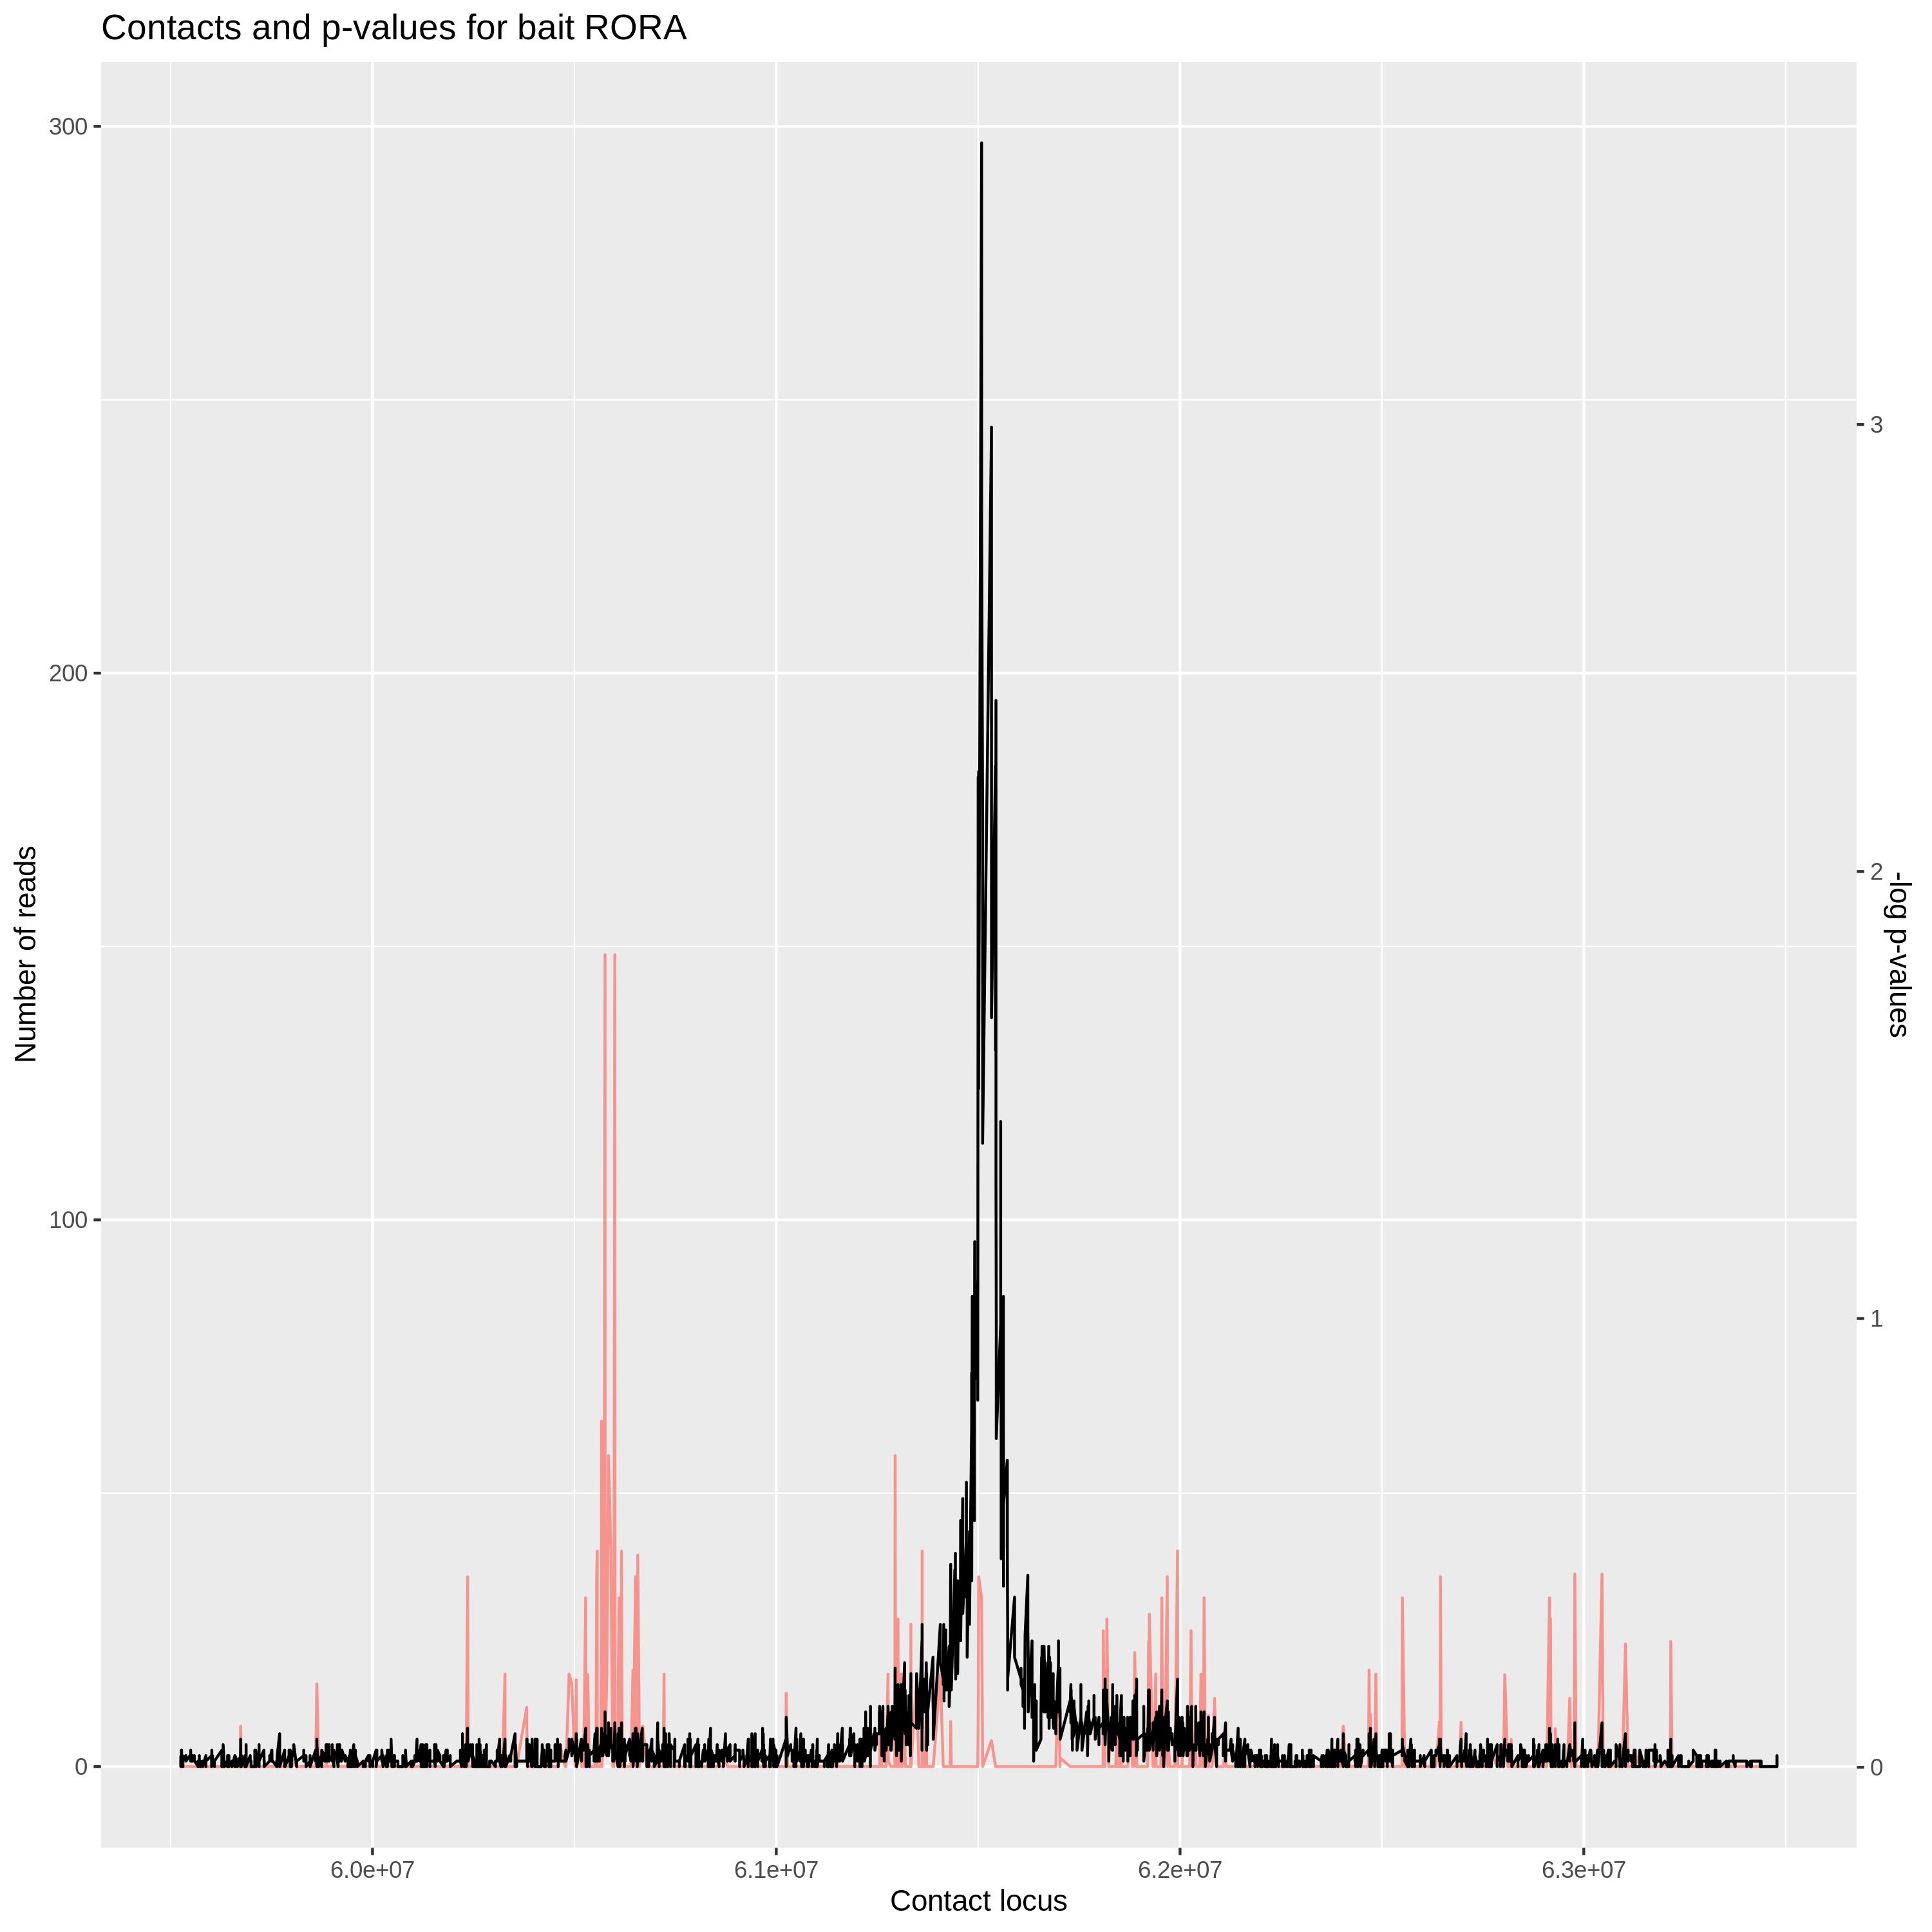 Contacts and p-values for bait RORA
300
200
100
0
Number of reads
3
2
1
0
-log p-values
6.0e+07
6.1e+07
6.2e+07
6.3e+07
Contact locus